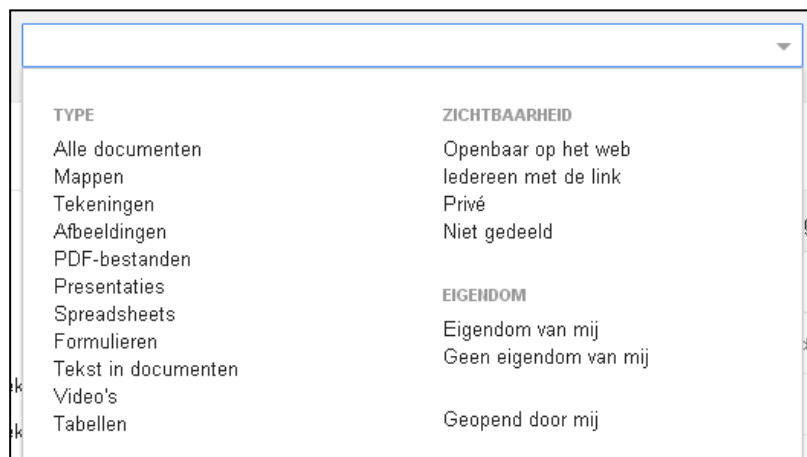 TYPE
Alle documenten
Mappen
Tekeningen
Afbeeldingen
PDF-bestanden
Presentaties
Spreadsheets
Formulieren
Tekst in documenten
Video's
Tabellen
ZICHTBAARHEID
Openbaar op het web
Iedereen met de link
Privé
Niet gedeeld
EIGENDOM
Eigendom van mij
Geen eigendom van mij
Geopend door mij